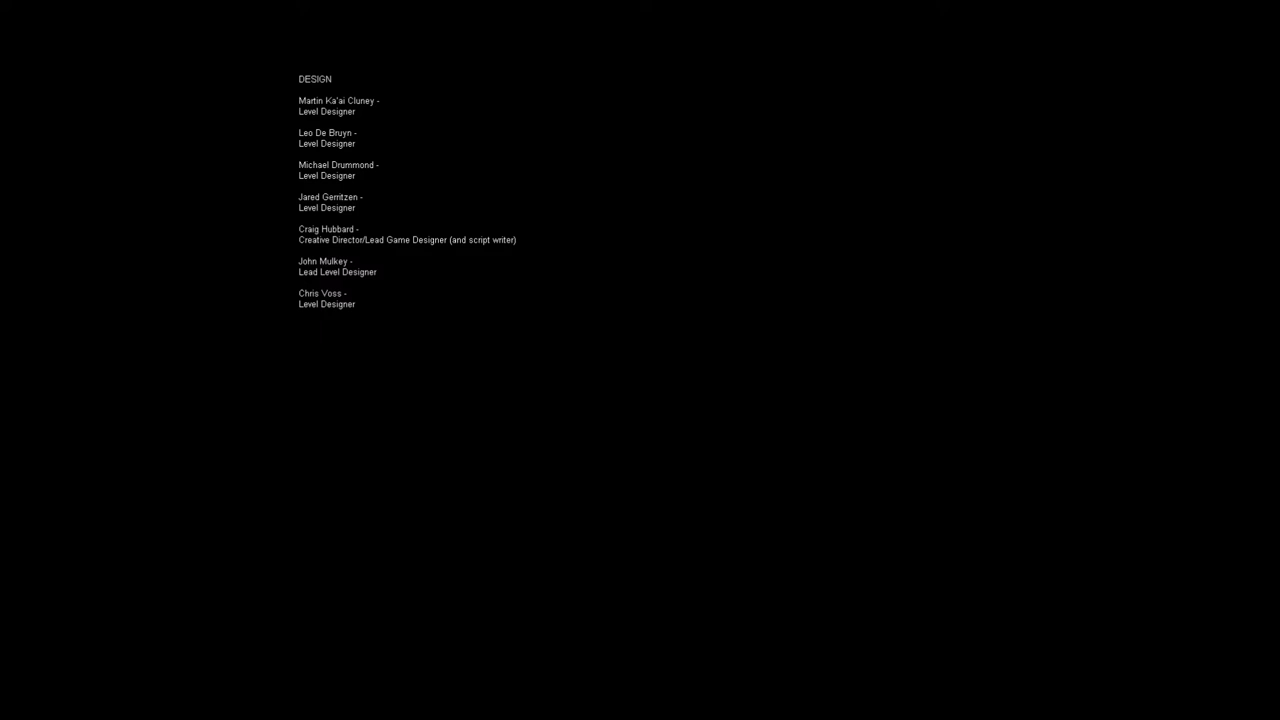 DESIGN
Martin Ka'ai Cluney -
Level Designer
Leo De Bruyn -
Level Designer
Michael Drummond -
Level Designer
Jared Gerritzen -
Level Designer
Craig Hubbard -
Creative Director/Lead Game Designer (and script writer)
John Mulkey -
Lead Level Designer
Chris Voss -
Level Designer